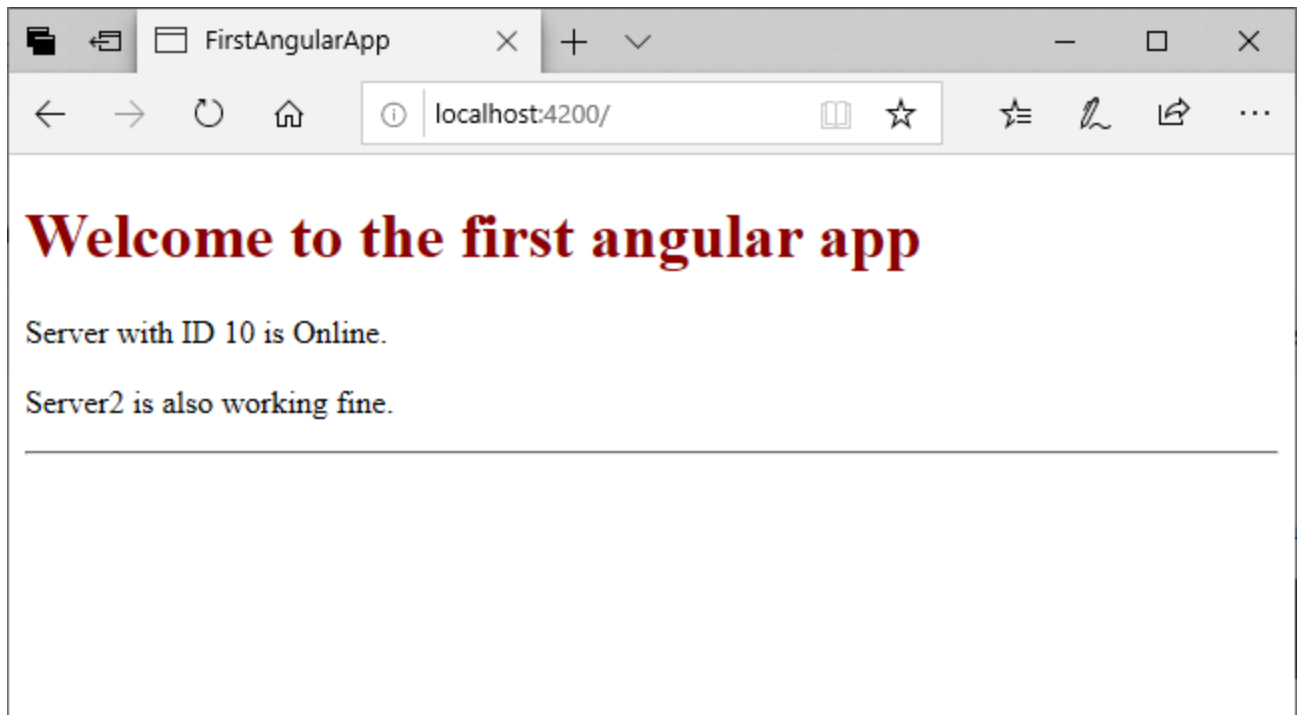 FirstAngularApp
localhost:4200/
Welcome to the first angular app
Server with ID 10 is Online.
Server2 is also working fine.